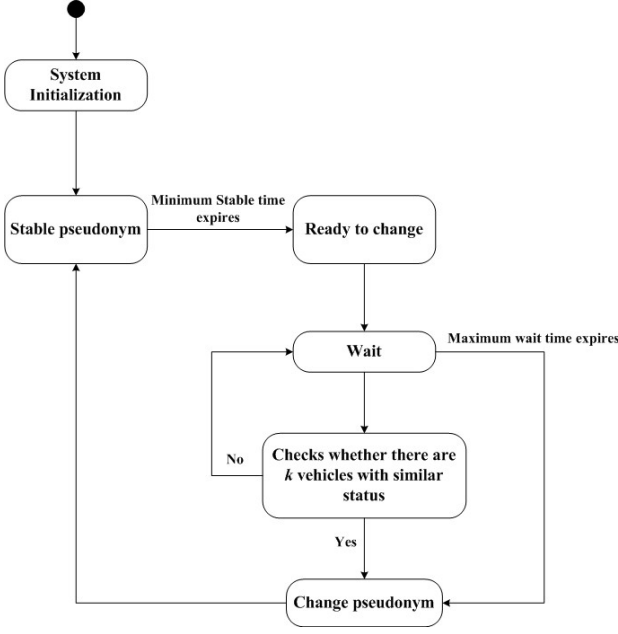 System
Initialization
Minimum Stable time
expires
Stable pseudonym
Ready to change
Maximum wait time expires
Wait
Checks whether there are
k vehicles with similar
status
No
Yes
Change pseudonym